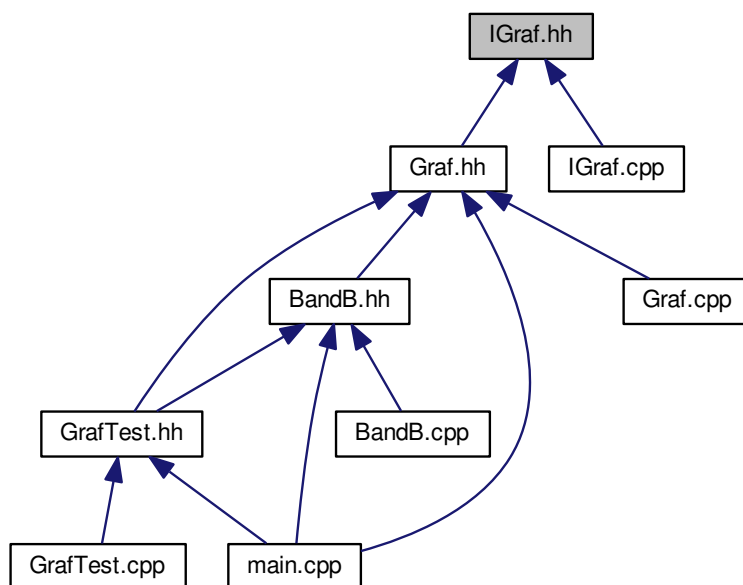 IGraf.hh
Graf.hh
IGraf.cpp
BandB.hh
Graf.cpp
GrafTest.hh
BandB.cpp
GrafTest.cpp
main.cpp